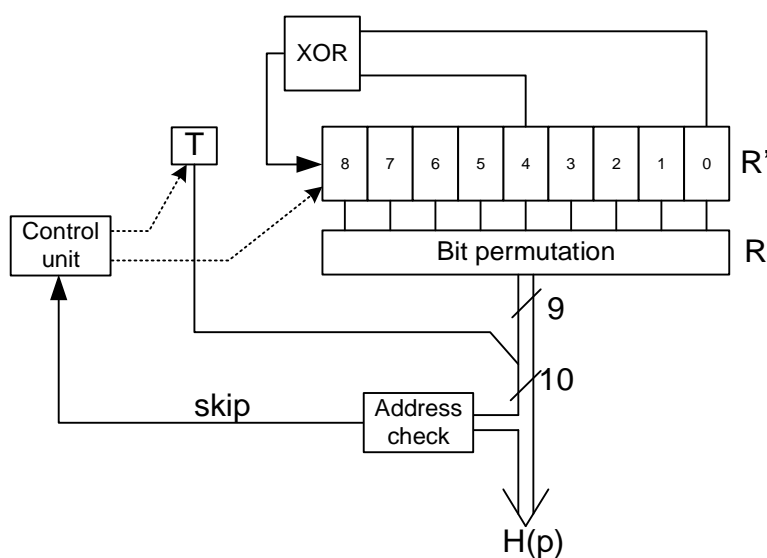 XOR
T
8 7 6 5 4 3 2 1 0
R'
Control
unit
Bit permutation
R
9
10
skip
Address
check
H(p)